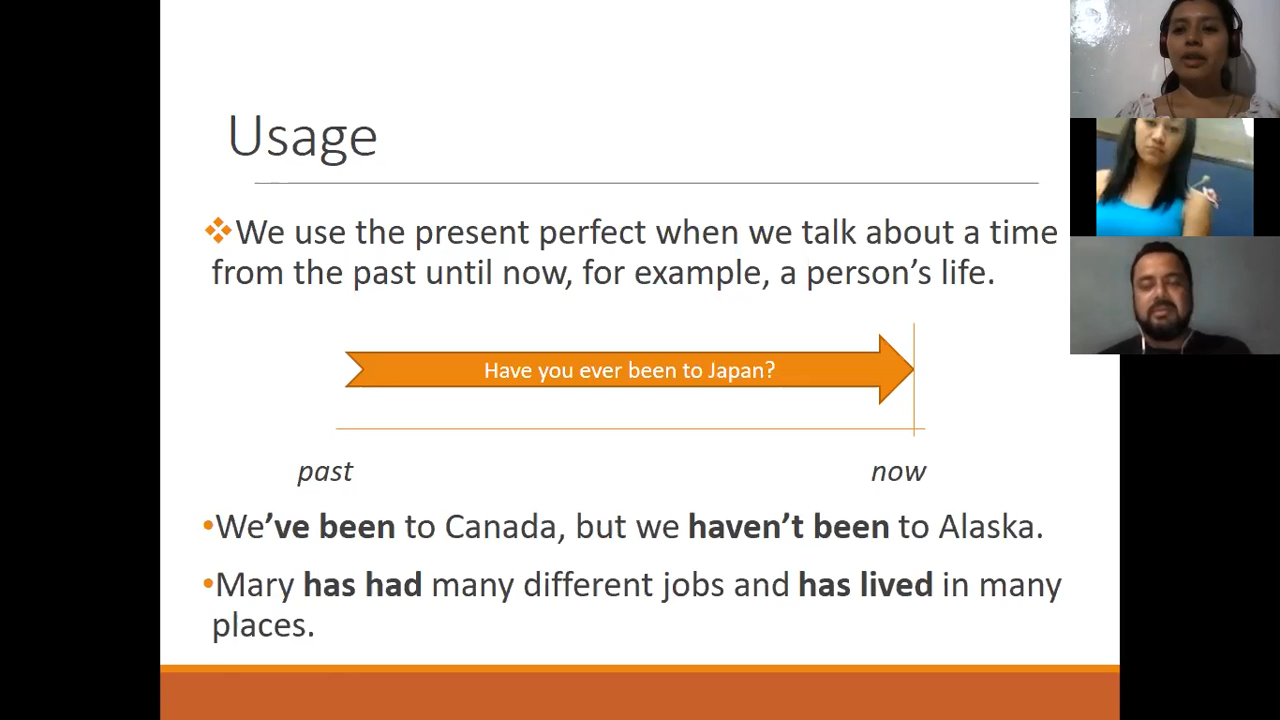 Usage
We use the present perfect when we talk about a time
from the past until now, for example, a person’s life.
Have you ever been to Japan?
past now
We’ve been to Canada, but we haven’t been to Alaska.
Mary has had many different jobs and has lived in many
places.